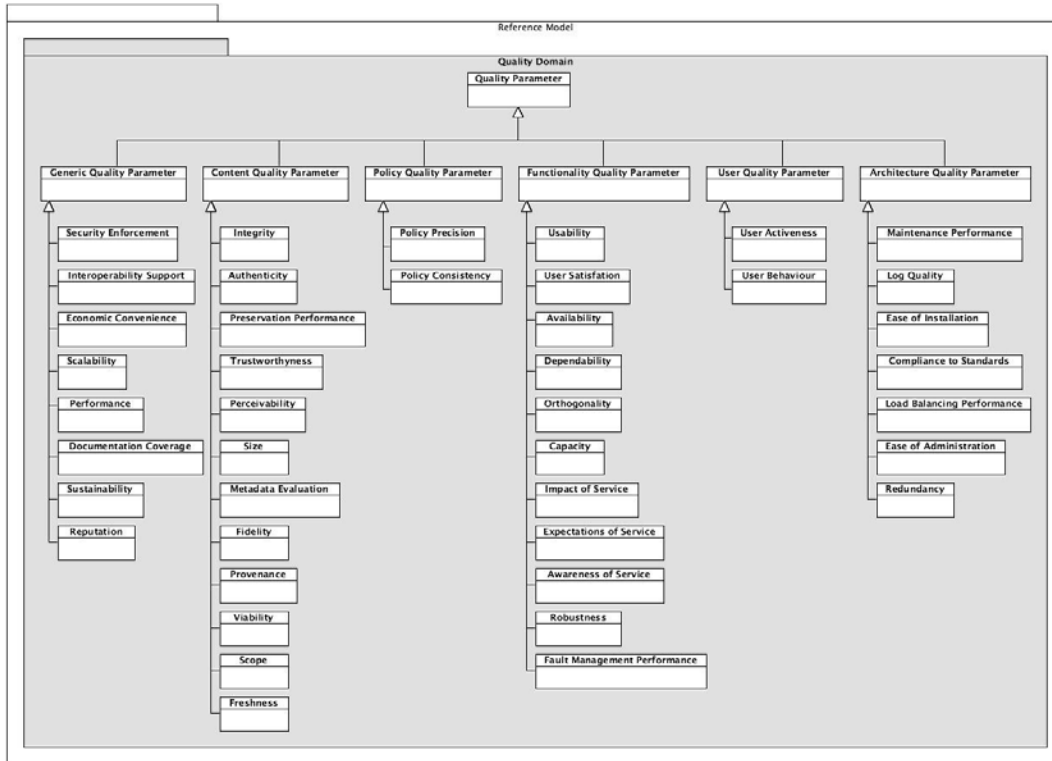 Reference Model
Quality Domain
Quality Parameter
Generic Quality Parameter
Content Quality Parameter
Policy Quality Parameter
Functionality Quality Parameter
User Quality Parameter
Architecture Quality Parameter
Security Enforcement
Interoperability Support
Economic Convenience
Scalability
Performance
Documentation Coverage
Sustainability
Reputation
Integrity
Authenticity
Preservation Performance
Trustworthyness
Perceivability
Size
Metadata Evaluation
Fidelity
Provenance
Viability
Scope
Freshness
Policy Precision
Policy Consistency
Usability
User Satisfation
Availability
Dependability
Orthogonality
Capacity
Impact of Service
Expectations of Service
Awareness of Service
Robustness
Fault Management Performance
User Activeness
User Behaviour
Maintenance Performance
Log Quality
Ease of Installation
Compliance to Standards
Load Balancing Performance
Ease of Administration
Redundancy